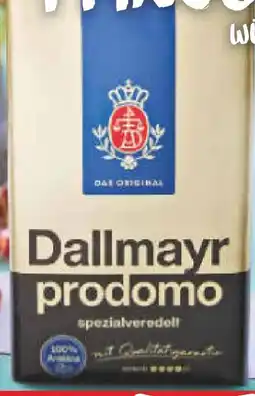 DAS ORIGINAL
Dallmayr
prodomo
spezialveredelt
100%
Arabica
mit Qualitätsgarantie